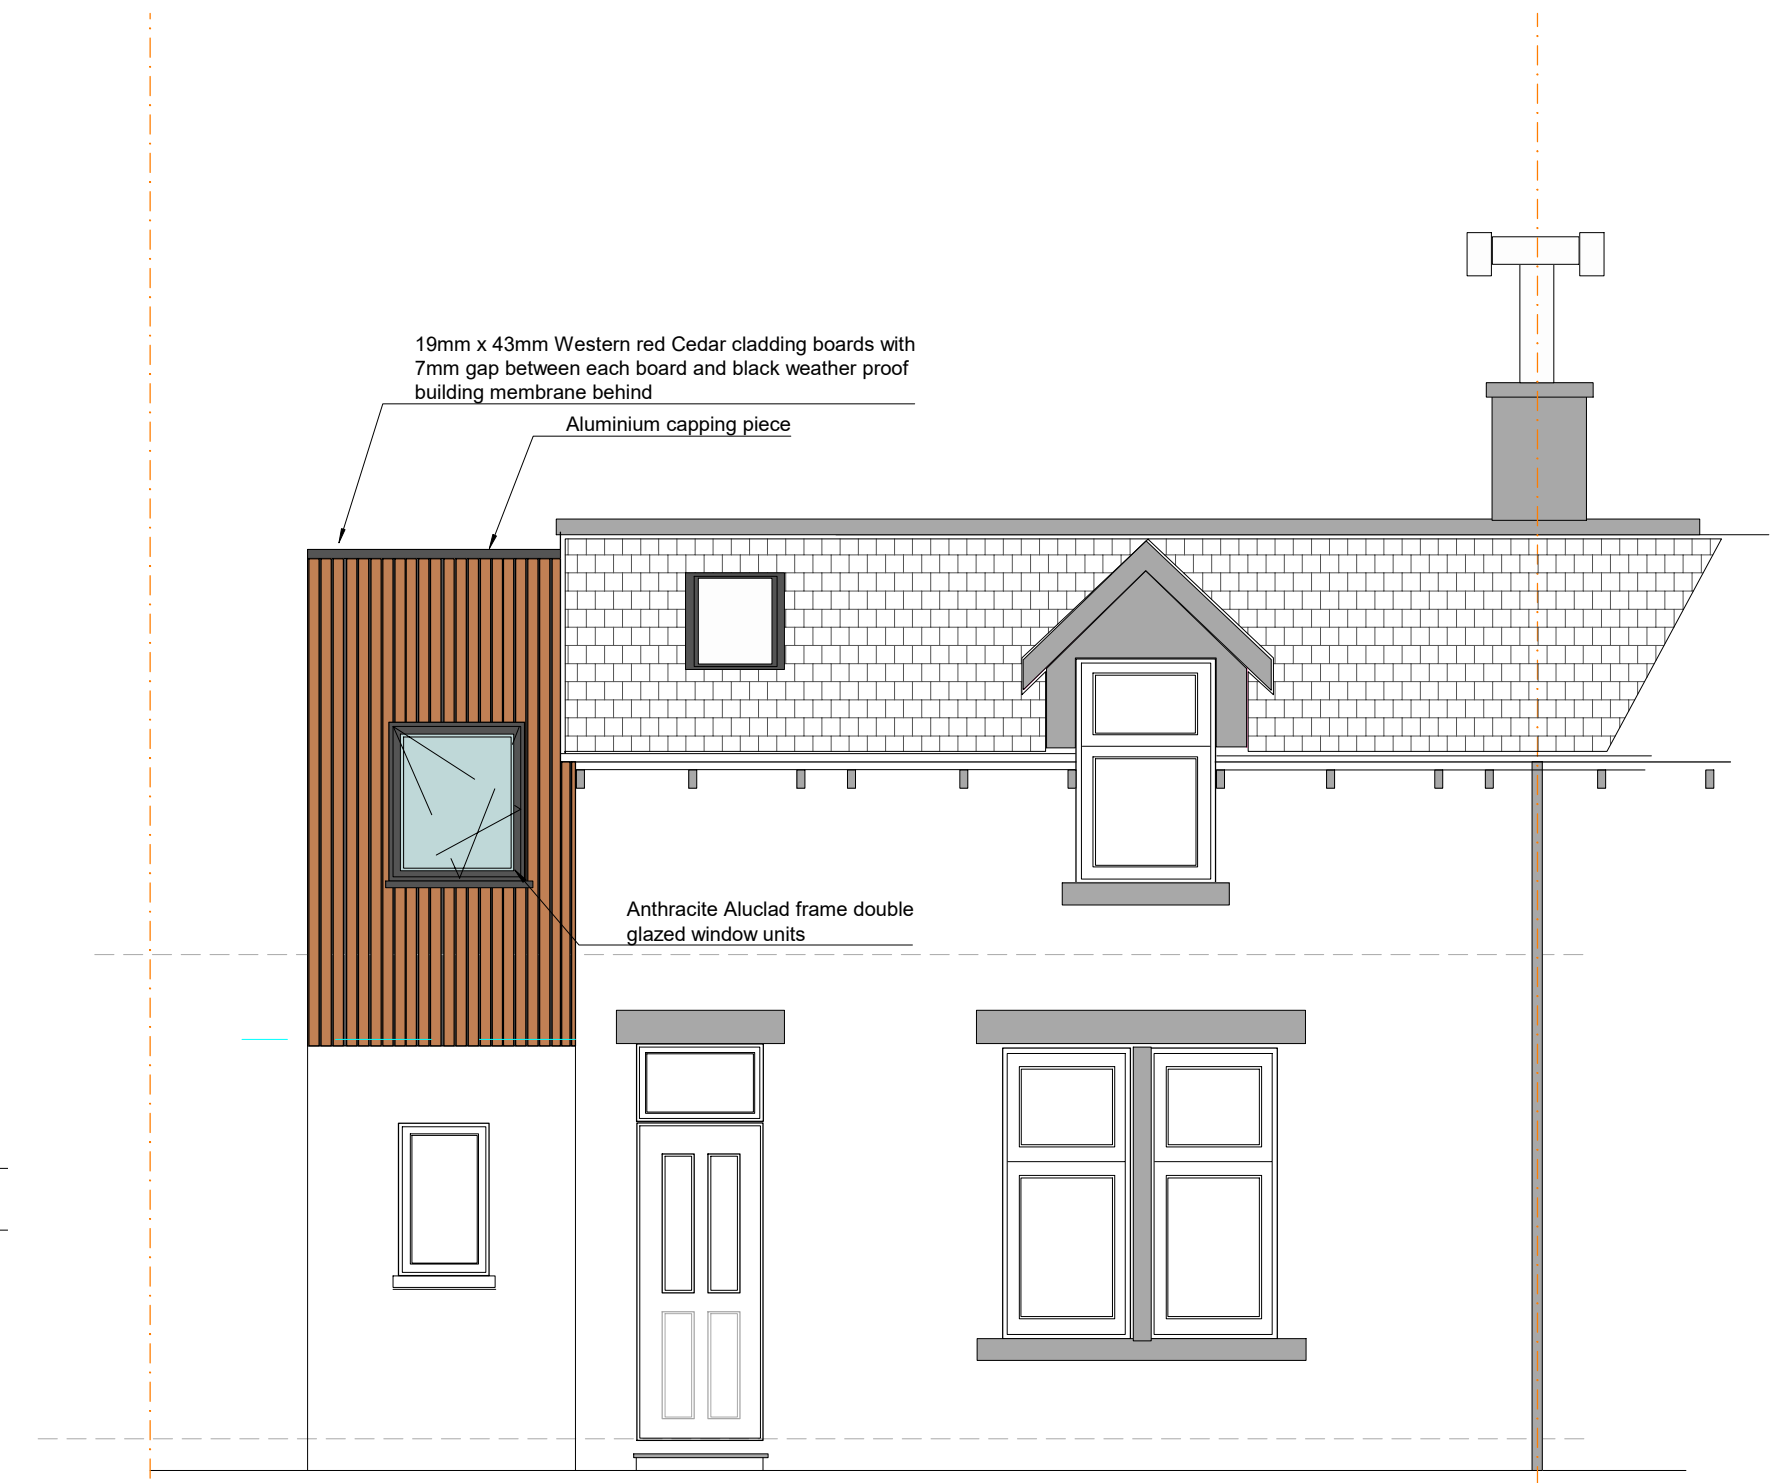 19mm x 43mm Western red Cedar cladding boards with
7mm gap between each board and black weather proof
building membrane behind
Aluminium capping piece
Anthracite Aluclad frame double
glazed window units